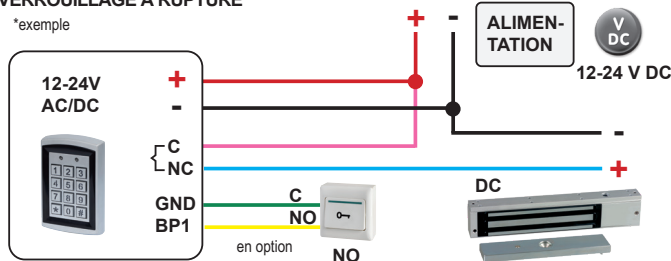 VERROUILLAGE A RUPTURE
*exemple
+ -
ALIMEN-
TATION
V
DC
12-24 V DC
12-24V
AC/DC
+
-
C
NC
GND
BP1
1 2 3
4 5 6
7 8 9
* 0 #
C
NO
en option
NO
-
+
DC